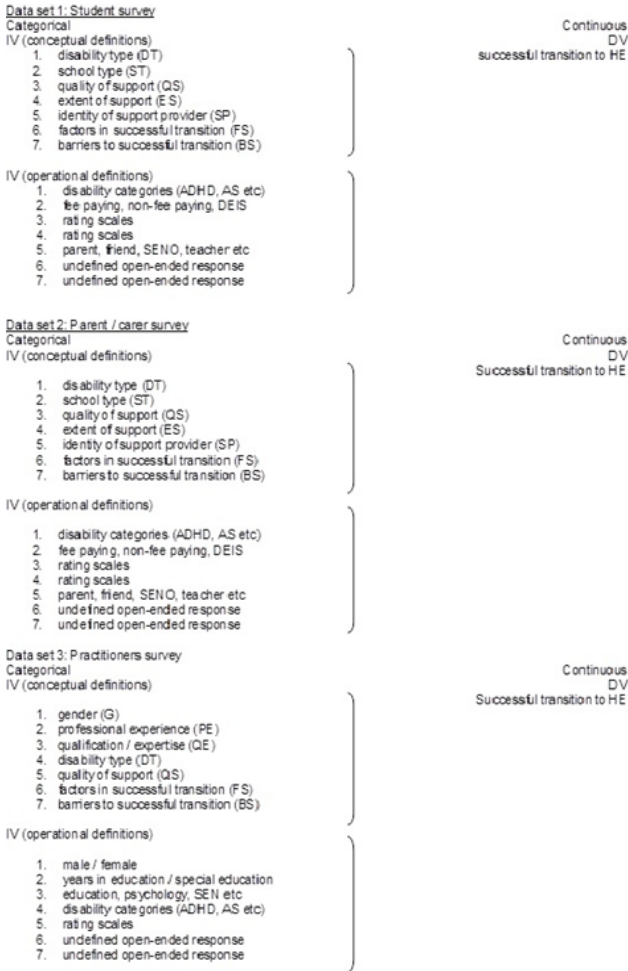 Data set 1: Student survey
Categorical Continuous
IV (conceptual definitions) DV
1. disability type (DT) successful transition to HE
2. school type (ST)
3. quality of support (QS)
4. extent of support (ES)
5. identity of support provider (SP)
6. factors in successful transition (FS)
7. barriers to successful transition (BS)
IV (operational definitions)
1. disability categories (ADHD, AS etc)
2. fee paying, non-fee paying, DEIS
3. rating scales
4. rating scales
5. parent, friend, SENO, teacher etc
6. undefined open-ended response
7. undefined open-ended response
Data set 2: Parent / carer survey
Categorical Continuous
IV (conceptual definitions) DV
Successful transition to HE
1. disability type (DT)
2. school type (ST)
3. quality of support (QS)
4. extent of support (ES)
5. identity of support provider (SP)
6. factors in successful transition (FS)
7. barriers to successful transition (BS)
IV (operational definitions)
1. disability categories (ADHD, AS etc)
2. fee paying, non-fee paying, DEIS
3. rating scales
4. rating scales
5. parent, friend, SENO, teacher etc
6. undefined open-ended response
7. undefined open-ended response
Data set 3: Practitioners survey
Categorical Continuous
IV (conceptual definitions) DV
Successful transition to HE
1. gender (G)
2. professional experience (PE)
3. qualification / expertise (QE)
4. disability type (DT)
5. quality of support (QS)
6. factors in successful transition (FS)
7. barriers to successful transition (BS)
IV (operational definitions)
1. male / female
2. years in education / special education
3. education, psychology, SEN etc
4. disability categories (ADHD, AS etc)
5. rating scales
6. undefined open-ended response
7. undefined open-ended response